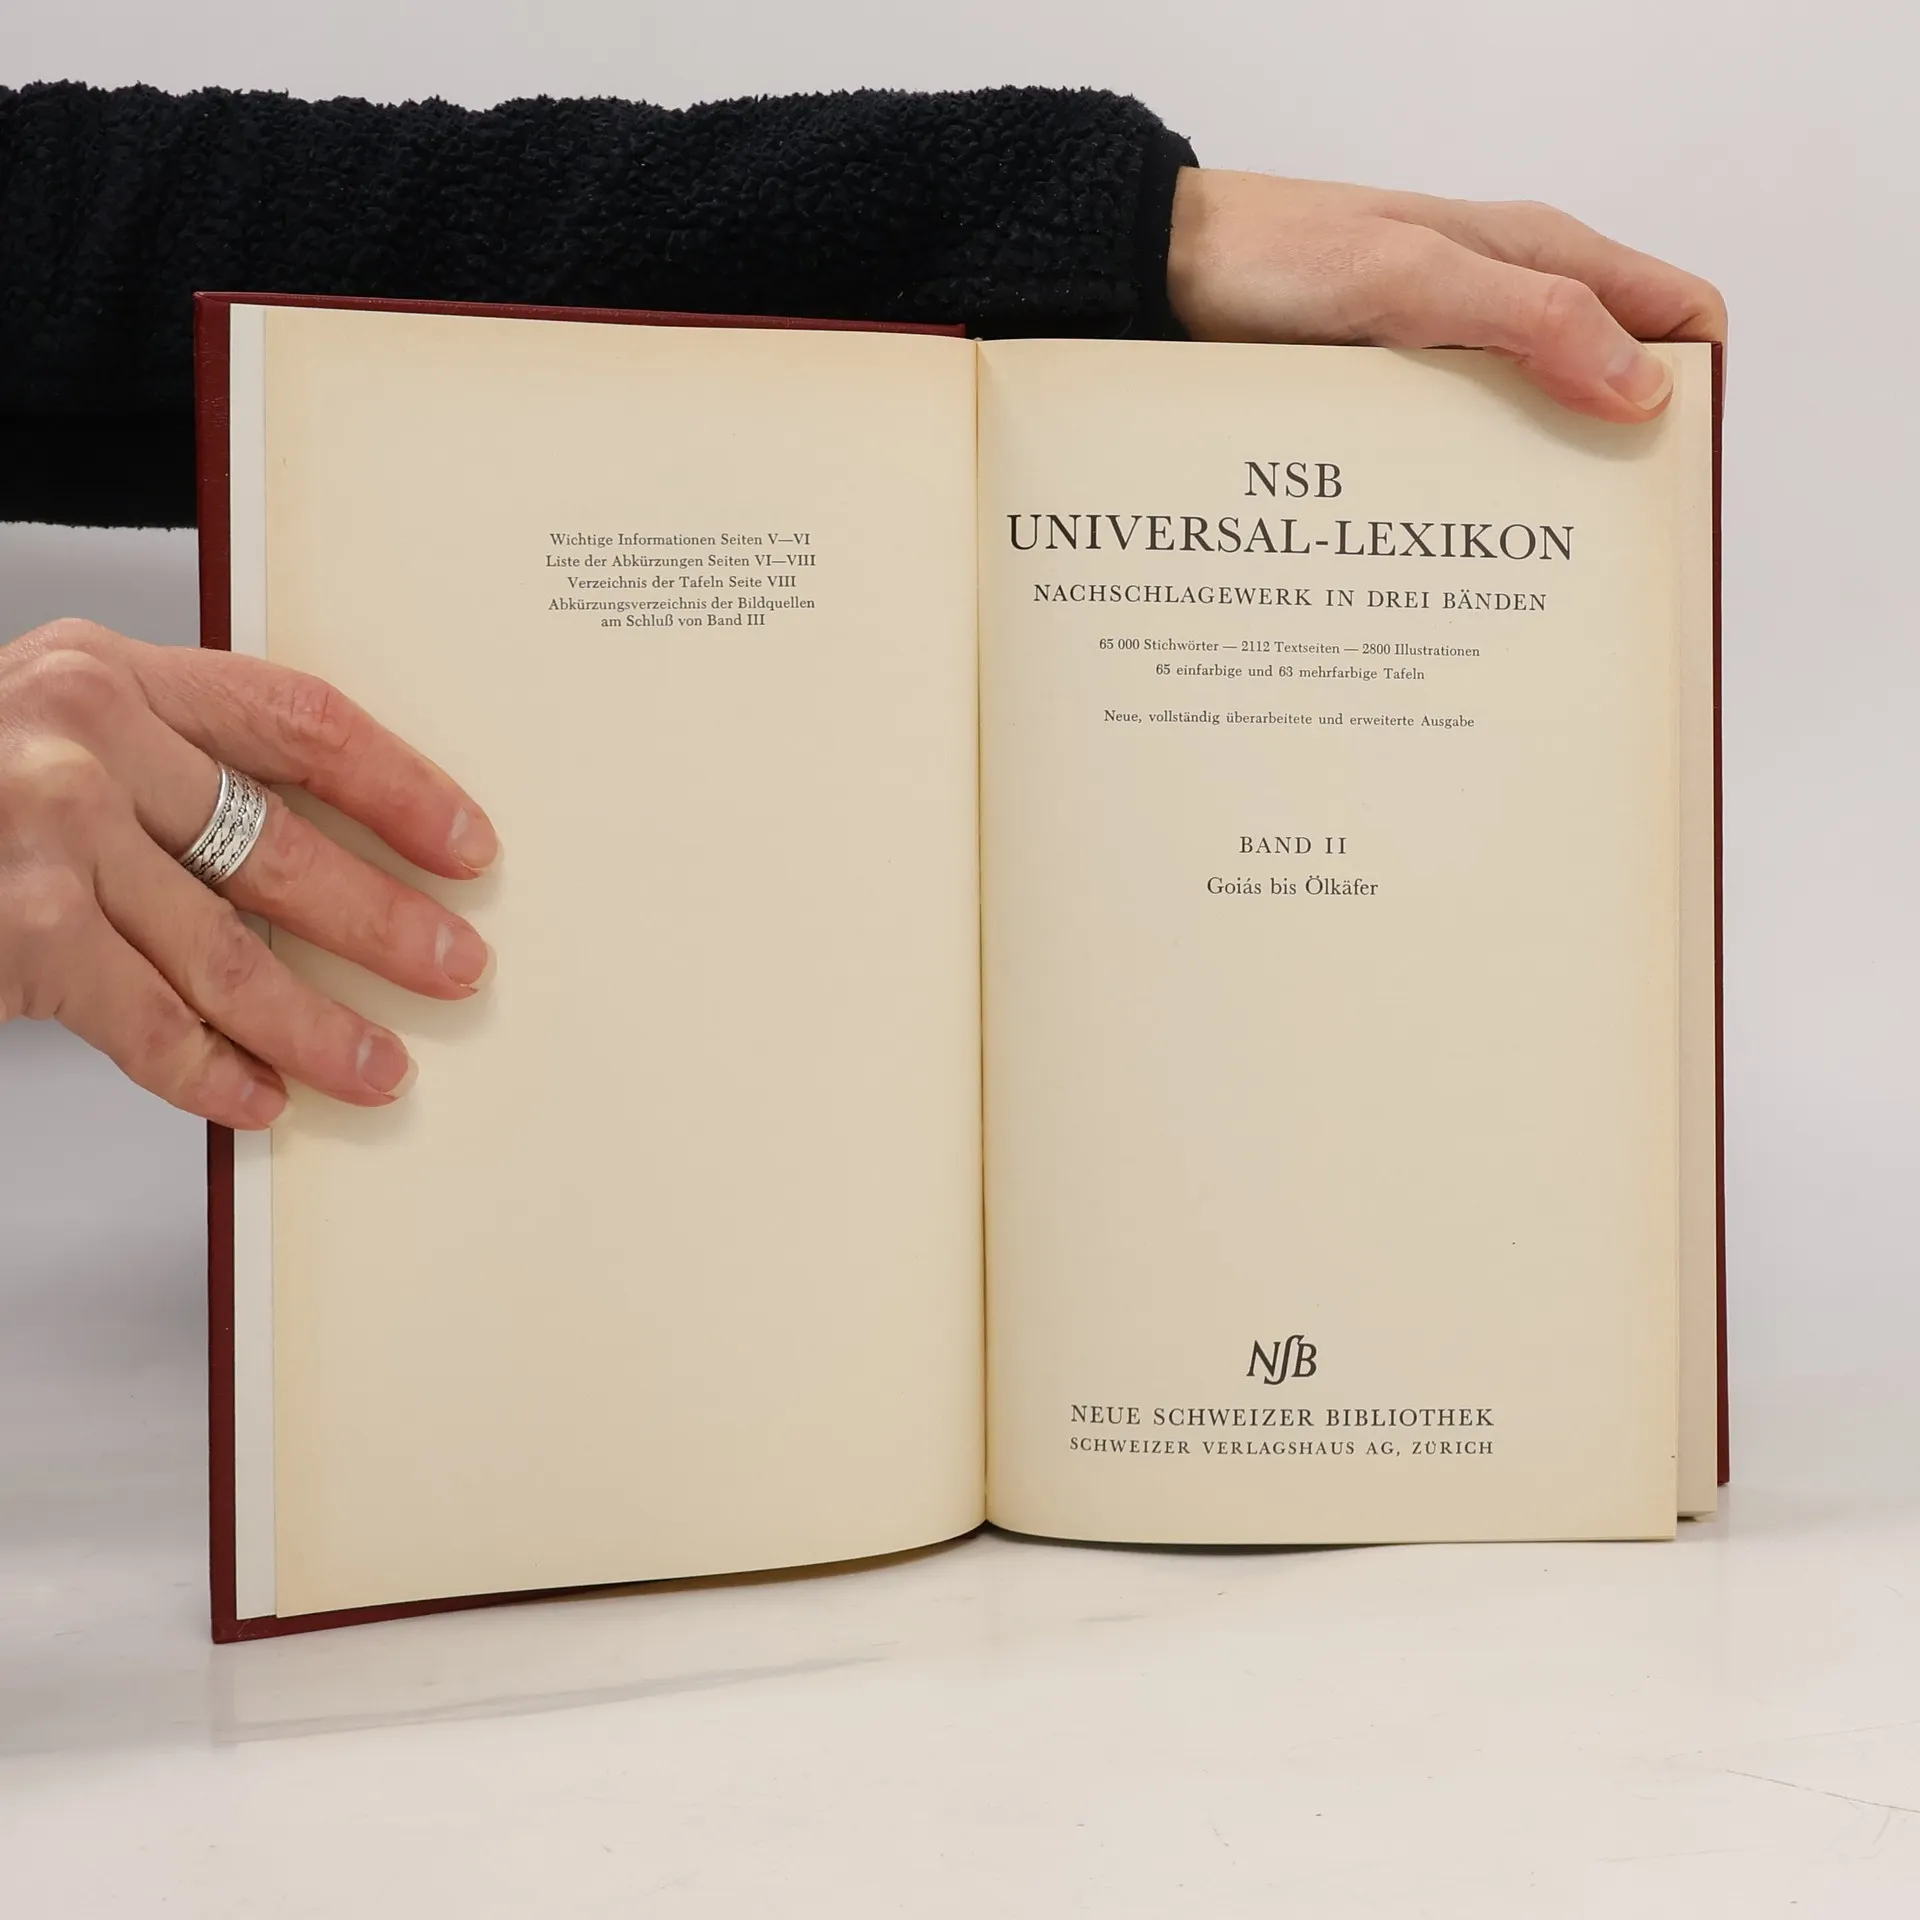 Wichtige Informationen Seiten V—VI
Liste der Abkürzungen Seiten VI—VIII
Verzeichnis der Tafeln Seite VIII
Abkürzungsverzeichnis der Bildquellen
am Schluß von Band III
NSB
UNIVERSAL-LEXIKON
NACHSCHLAGEWERK IN DREI BÄNDEN
65 000 Stichwörter — 2112 Textseiten — 2800 Illustrationen
65 einfarbige und 63 mehrfarbige Tafeln
Neue, vollständig überarbeitete und erweiterte Ausgabe
BAND II
Goiás bis Ölkäfer
NSB
NEUE SCHWEIZER BIBLIOTHEK
SCHWEIZER VERLAGSHAUS AG, ZÜRICH